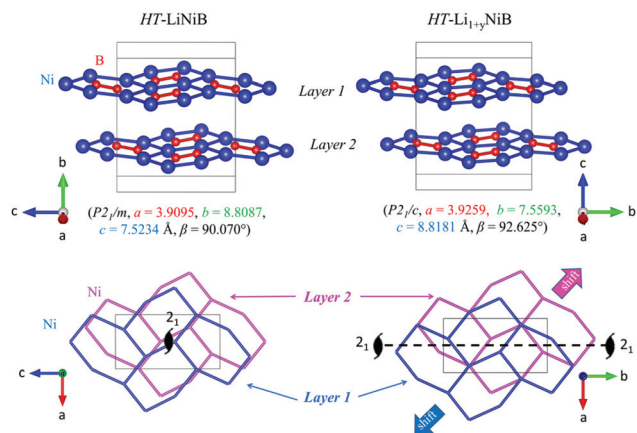 HT-LiNiB
HT-Li1+yNiB
B
Ni
Layer 1
Layer 2
b
c
a
c
b
a
(P21/m, a = 3.9095, b = 8.8087,
c = 7.5234 Å, β = 90.070°)
(P21/c, a = 3.9259, b = 7.5593,
c = 8.8181 Å, β = 92.625°)
Ni
Ni
21
Layer 2
Layer 1
shift
21
21
shift
c
a
a
b
a